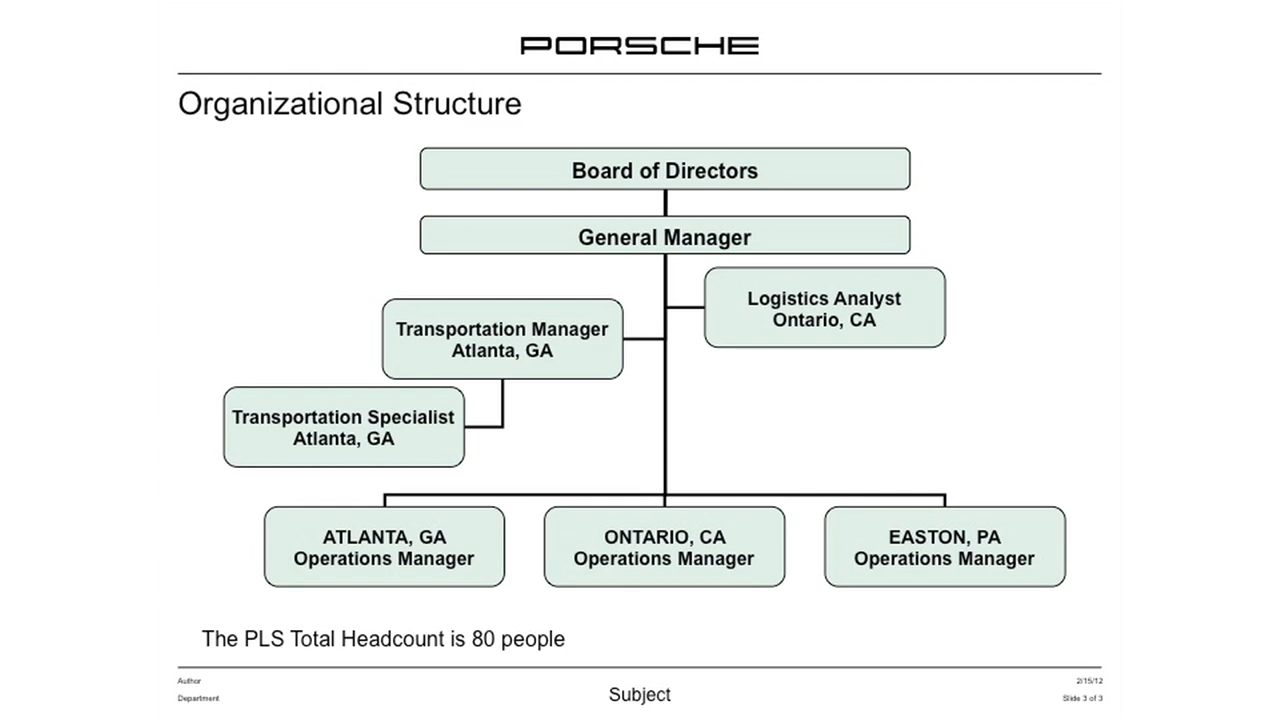 PORSCHE
Organizational Structure
Board of Directors
General Manager
Logistics Analyst
Ontario, CA
Transportation Manager
Atlanta, GA
Transportation Specialist
Atlanta, GA
ATLANTA, GA
Operations Manager
ONTARIO, CA
Operations Manager
EASTON, PA
Operations Manager
The PLS Total Headcount is 80 people
Author
Department
Subject
2/15/12
Slide 3 of 3